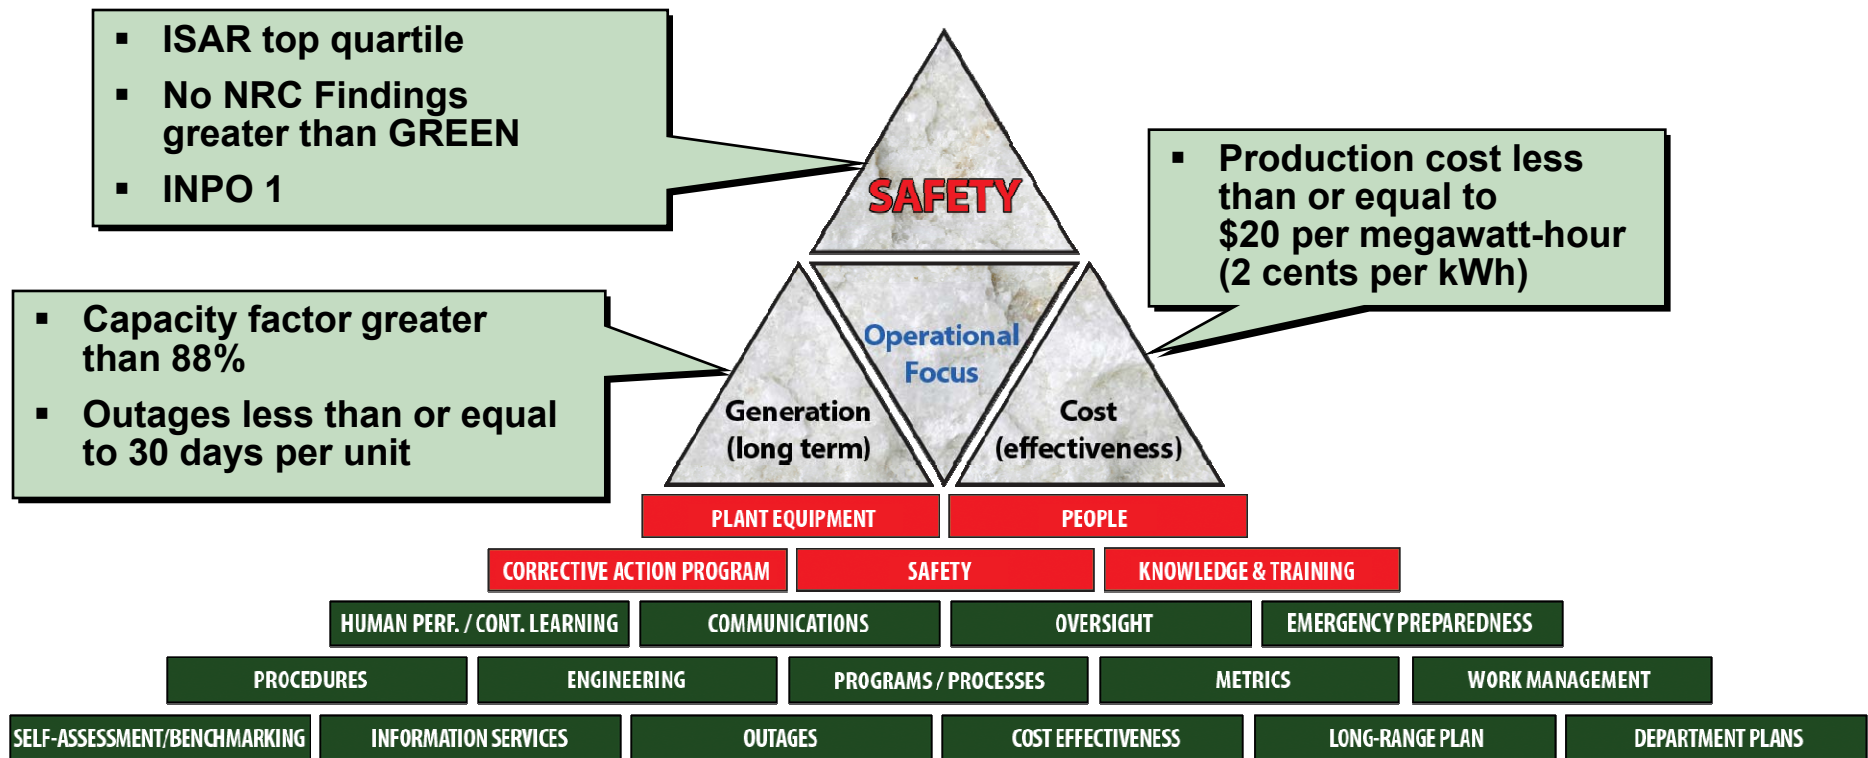 ▪ ISAR top quartile
▪ No NRC Findings
greater than GREEN
▪ INPO 1
SAFETY
▪ Production cost less
than or equal to
$20 per megawatt-hour
(2 cents per kWh)
▪ Capacity factor greater
than 88%
▪ Outages less than or equal
to 30 days per unit
Operational
Focus
Generation
(long term)
Cost
(effectiveness)
PLANT EQUIPMENT
PEOPLE
CORRECTIVE ACTION PROGRAM
SAFETY
KNOWLEDGE & TRAINING
HUMAN PERF. / CONT. LEARNING
COMMUNICATIONS
OVERSIGHT
EMERGENCY PREPAREDNESS
PROCEDURES
ENGINEERING
PROGRAMS / PROCESSES
METRICS
WORK MANAGEMENT
SELF-ASSESSMENT/BENCHMARKING
INFORMATION SERVICES
OUTAGES
COST EFFECTIVENESS
LONG-RANGE PLAN
DEPARTMENT PLANS